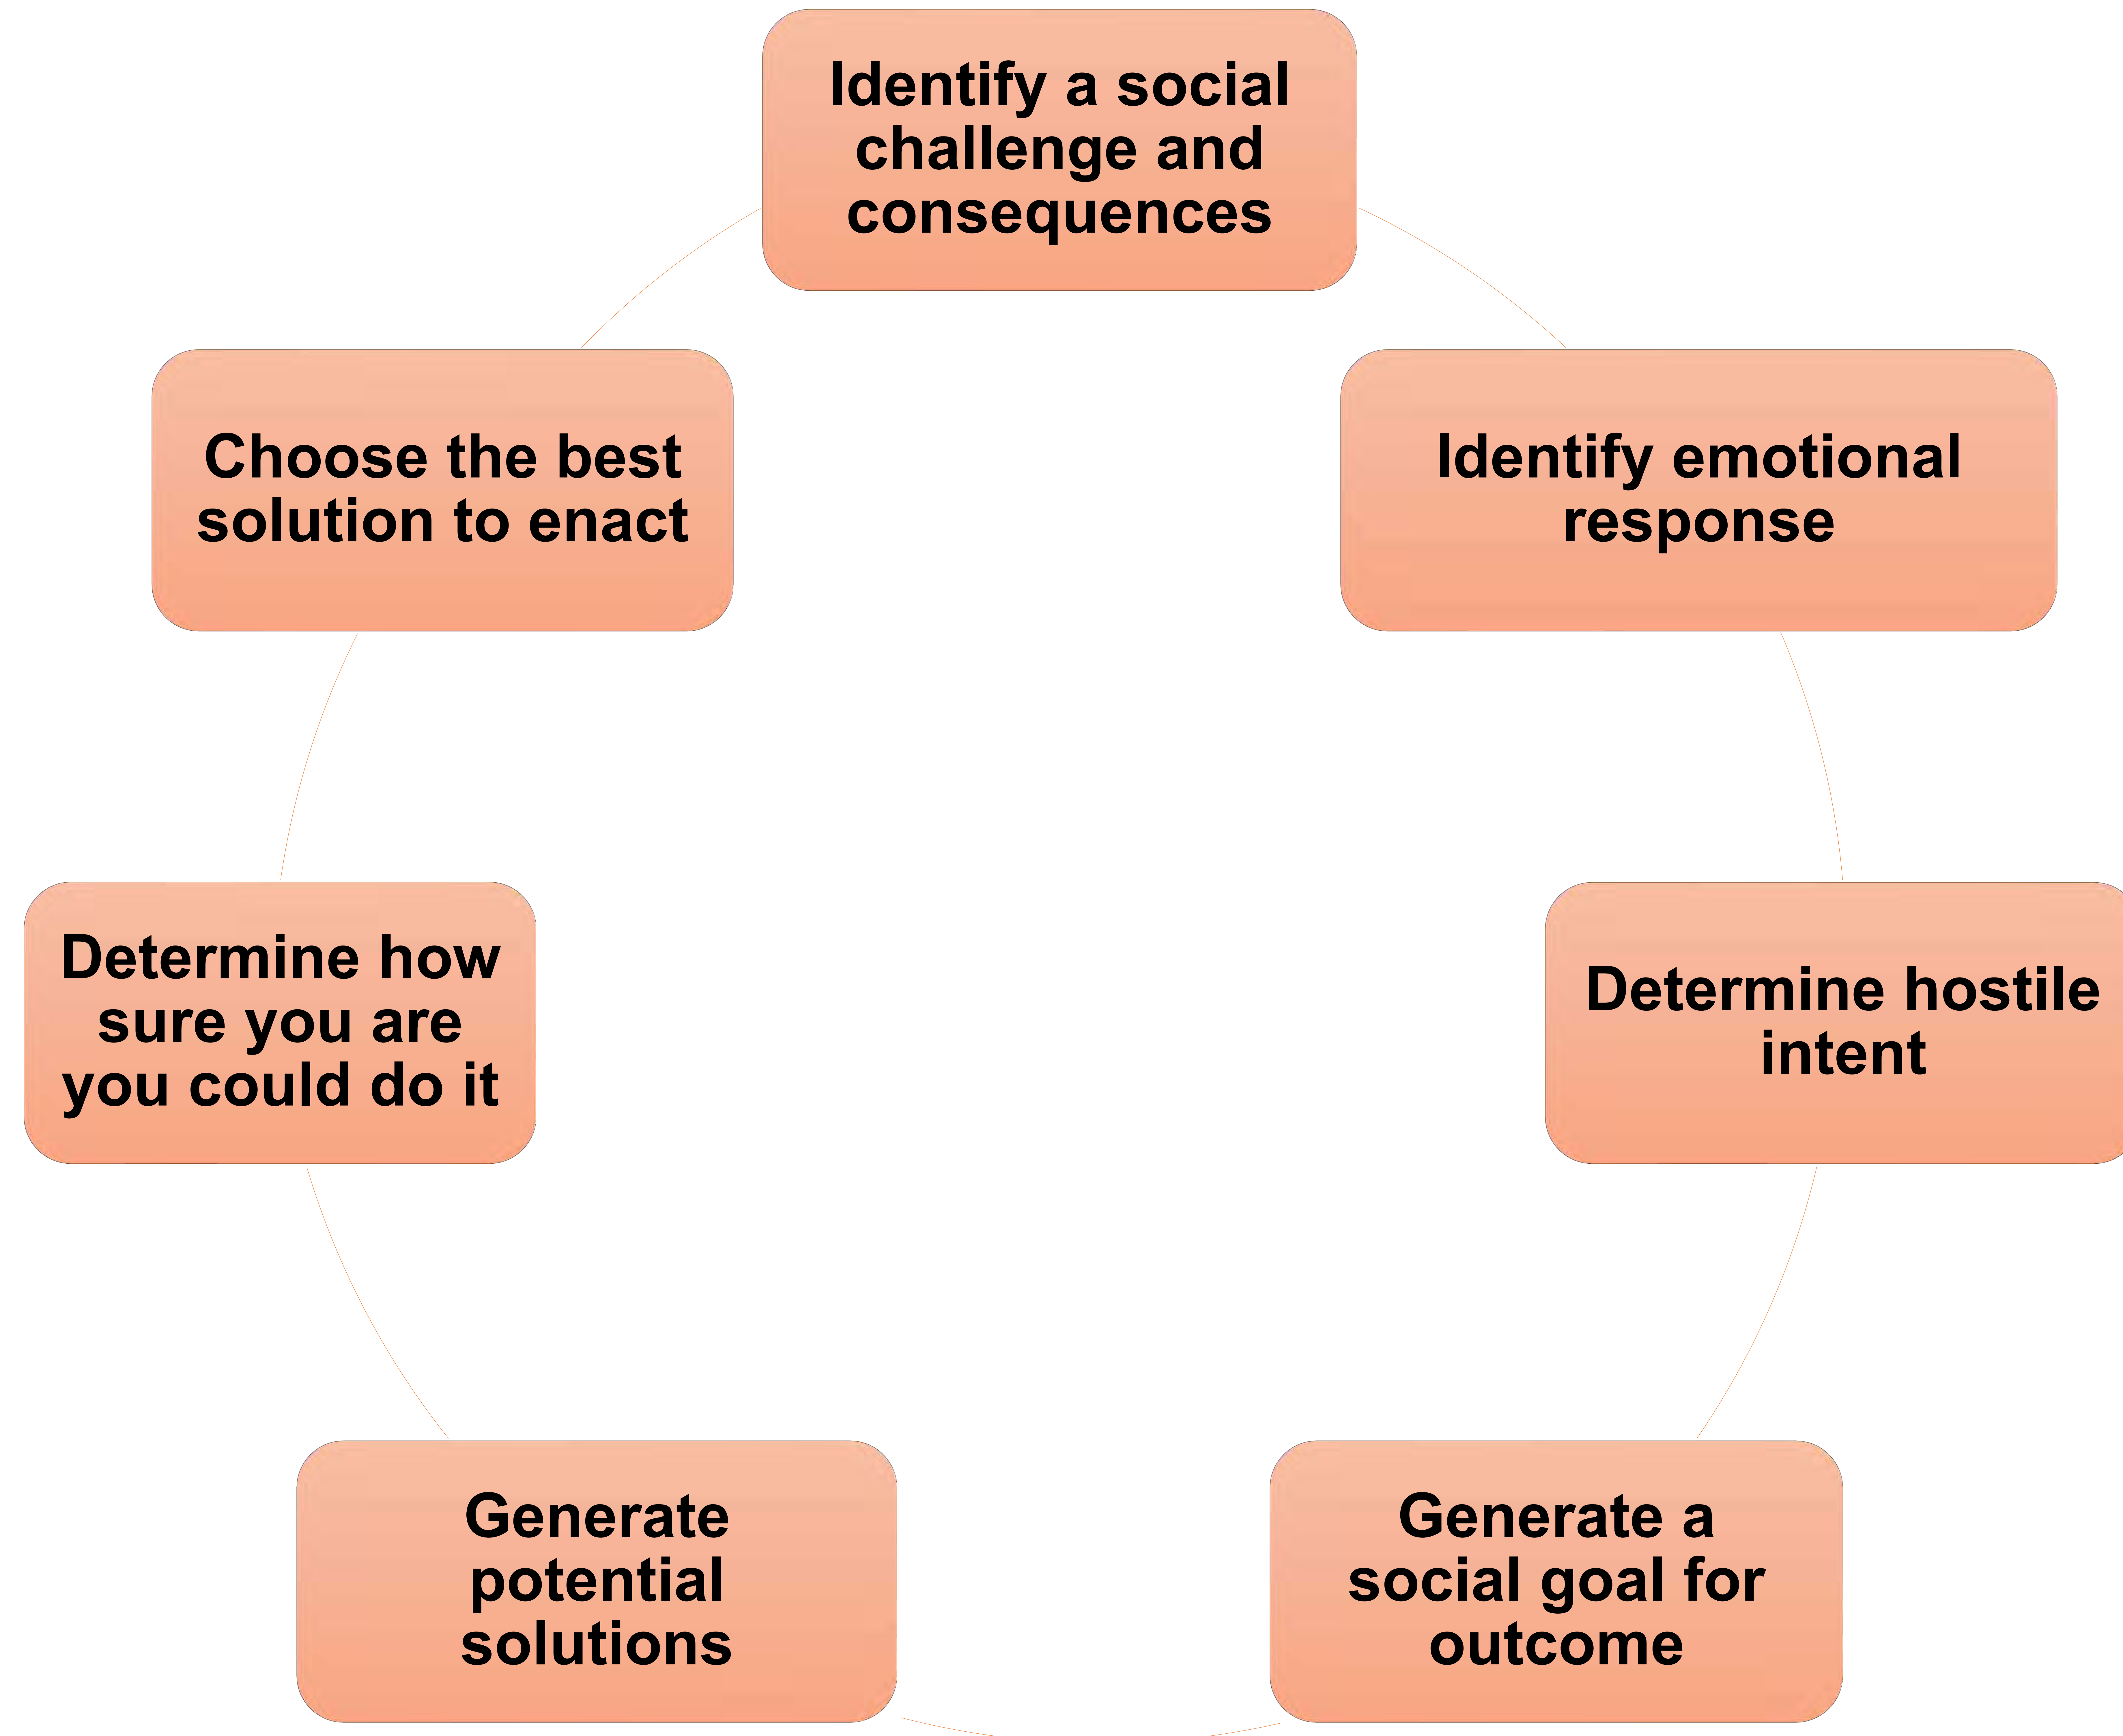 Identify a social
challenge and
consequences
Identify emotional
response
Determine hostile
intent
Generate a
social goal for
outcome
Generate
potential
solutions
Determine how
sure you are
you could do it
Choose the best
solution to enact